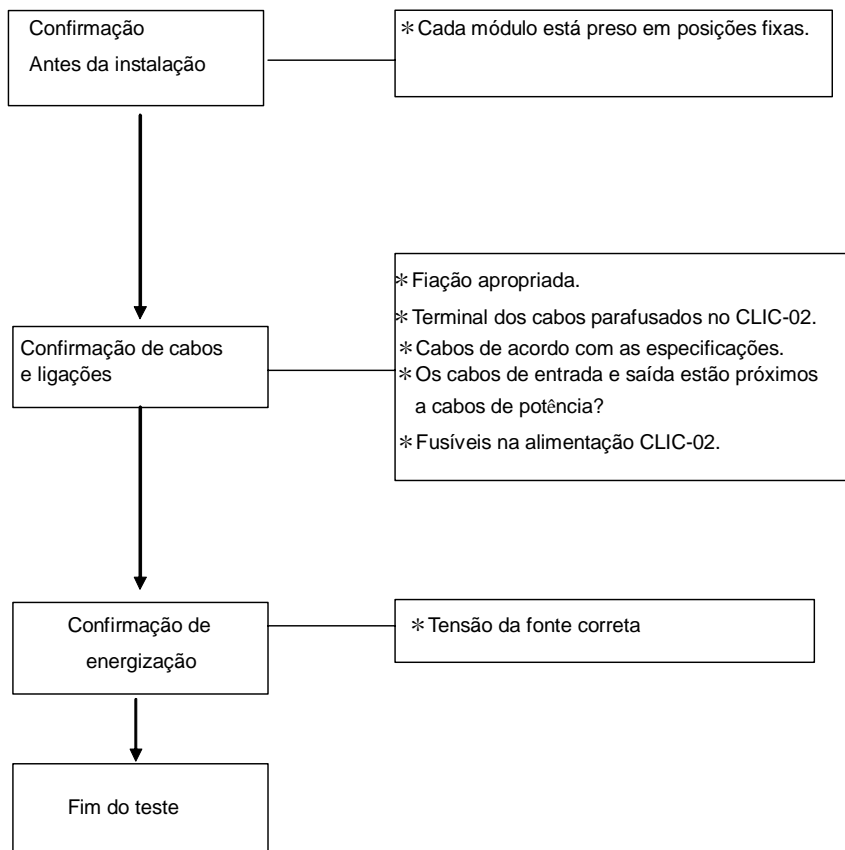 Confirmação
Antes da instalação
＊Cada módulo está preso em posições fixas.
＊Fiação apropriada.
＊Terminal dos cabos parafusados no CLIC-02.
＊Cabos de acordo com as especificações.
＊Os cabos de entrada e saída estão próximos
a cabos de potência?
＊Fusíveis na alimentação CLIC-02.
Confirmação de cabos
e ligações
Confirmação de
energização
＊Tensão da fonte correta
Fim do teste